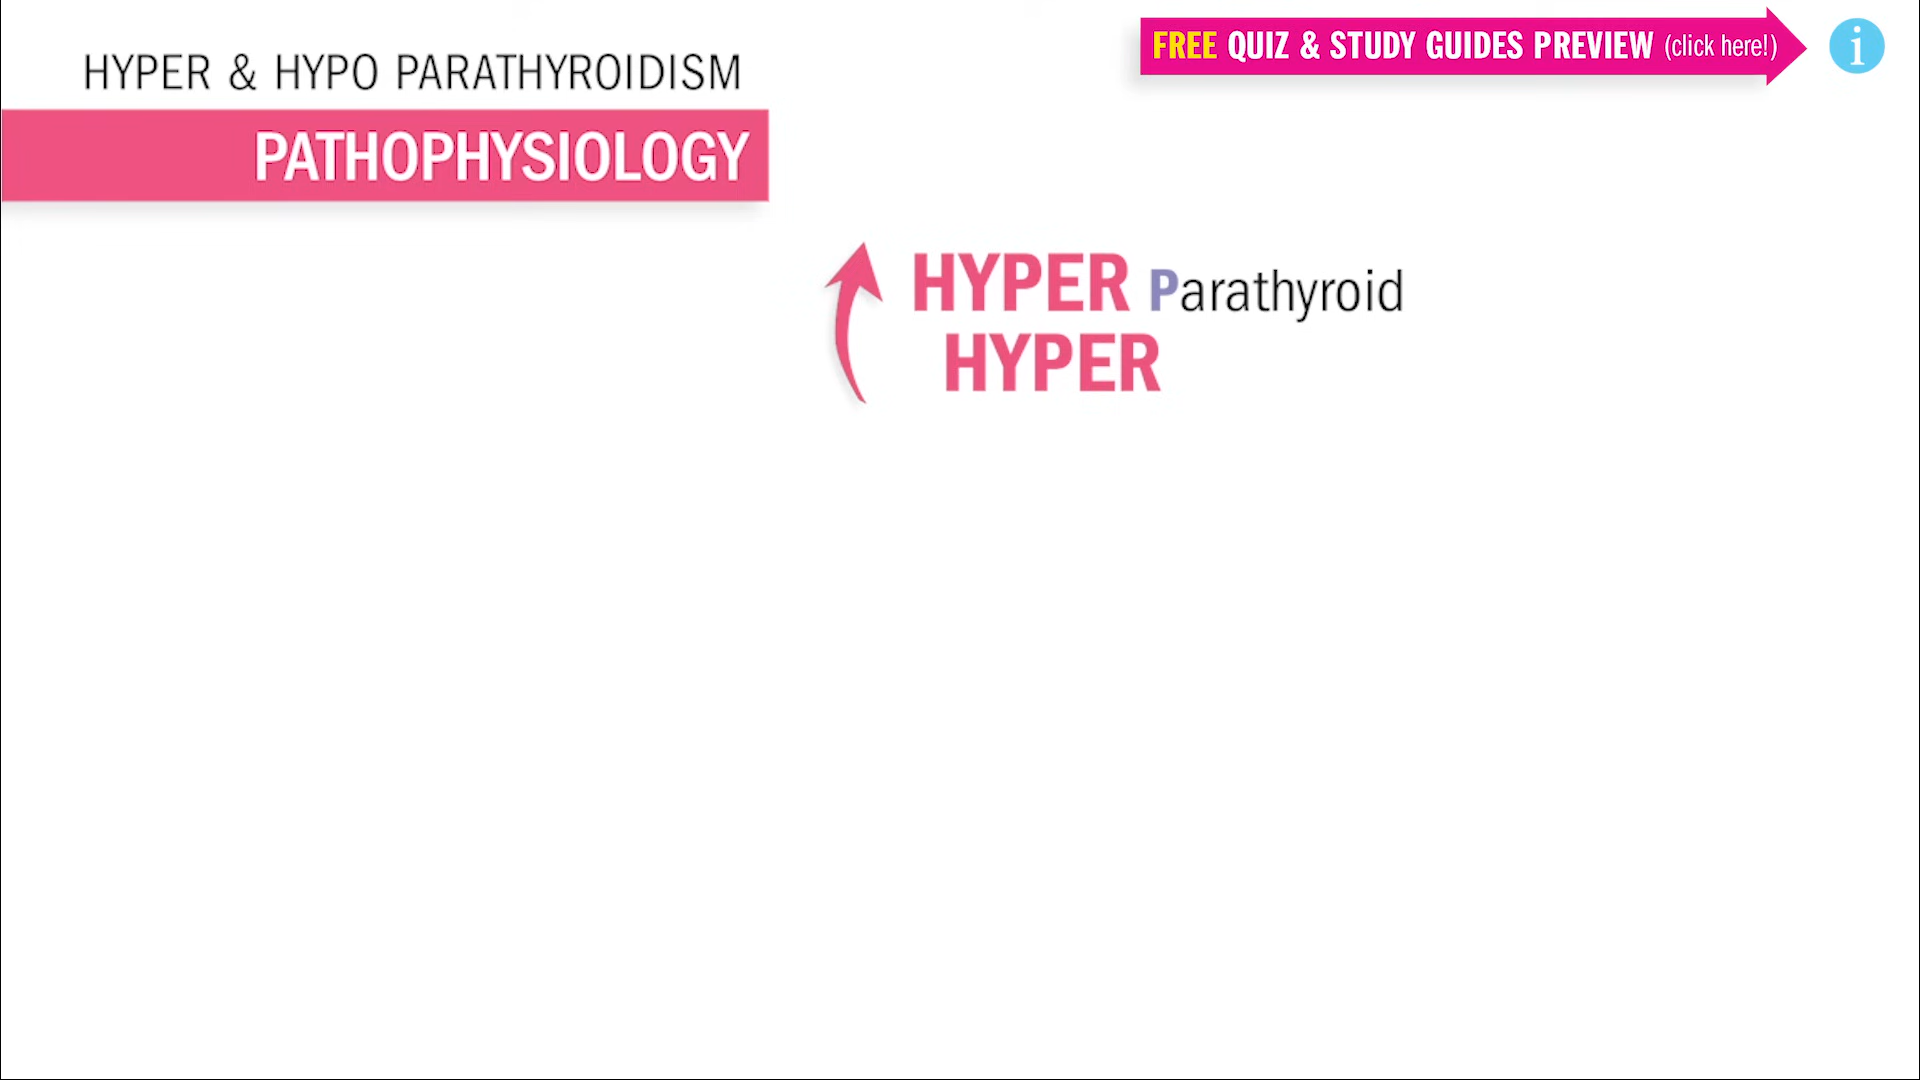 HYPER & HYPO PARATHYROIDISM
PATHOPHYSIOLOGY
FREE QUIZ & STUDY GUIDES PREVIEW (click here!)
i
HYPER Parathyroid
HYPER